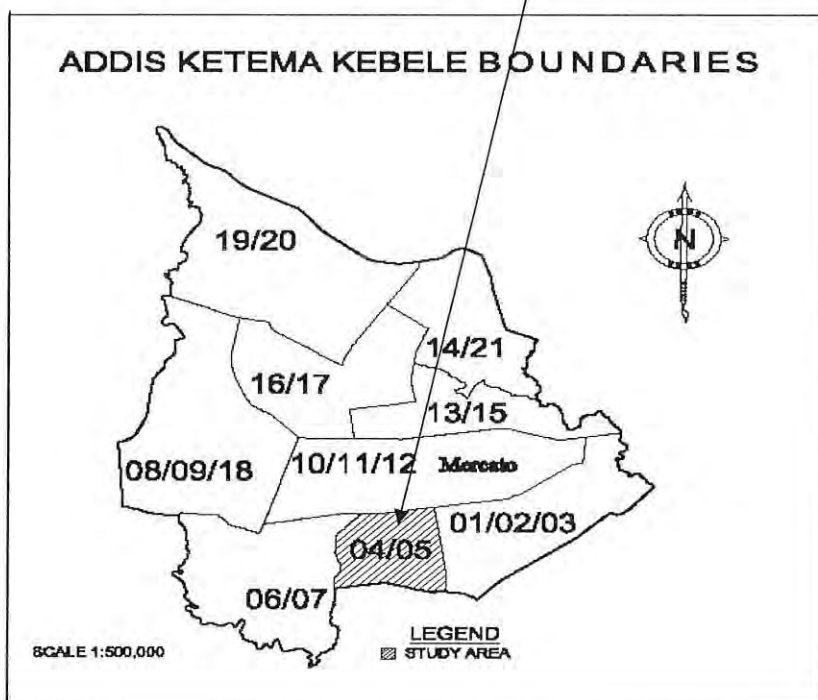 ADDIS KETEMA KEBELE BOUNDARIES
19/20
N
14/21
16/17
13/15
08/09/18
10/11/12
Mercato
01/02/03
04/05
06/07
SCALE 1:500,000
LEGEND
STUDY AREA